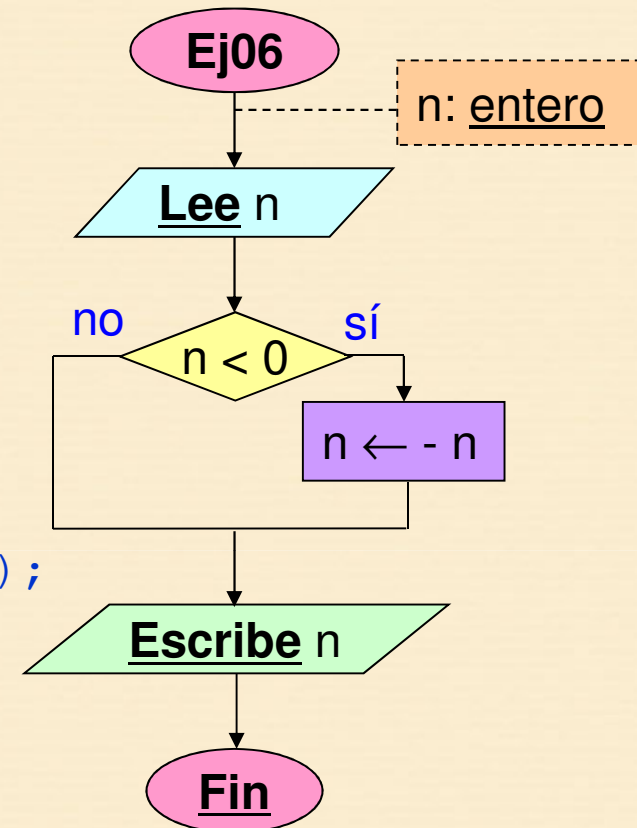 Ej06
n: entero
Lee n
no
sí
n < 0
n ← - n
);
Escribe n
Fin